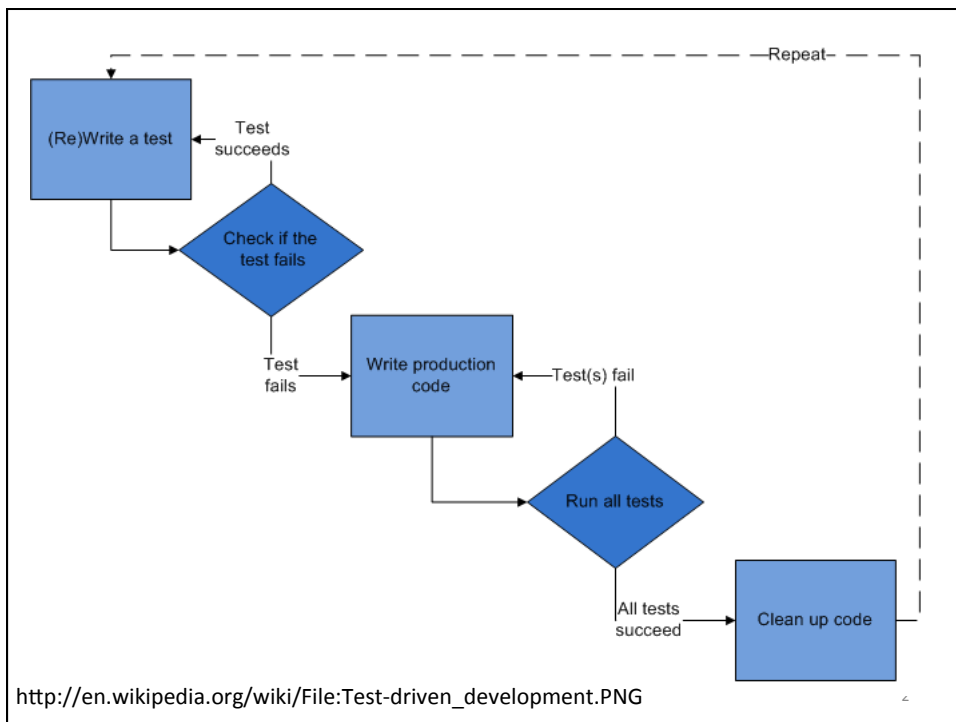 Repeat
(Re)Write a test
Test
succeeds
Check if the
test fails
Test
fails
Write production
code
Test(s) fail
Run all tests
All tests
succeed
Clean up code
http://en.wikipedia.org/wiki/File:Test-driven_development.PNG